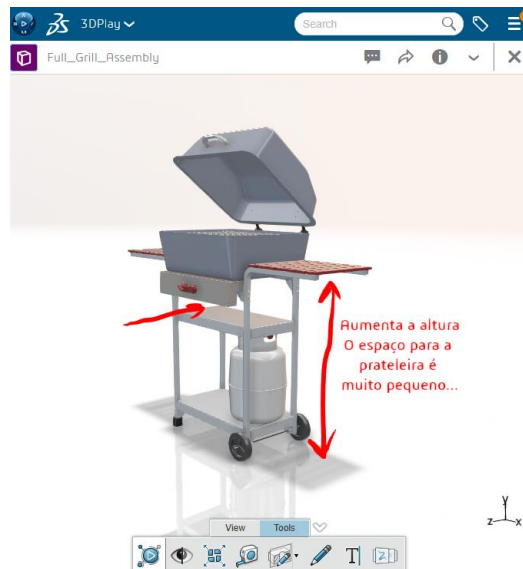 3DPlay
Search
Full_Grill_Assembly
Aumenta a altura
O espaço para a
prateleira é
muito pequeno...
y
z
x
View
Tools